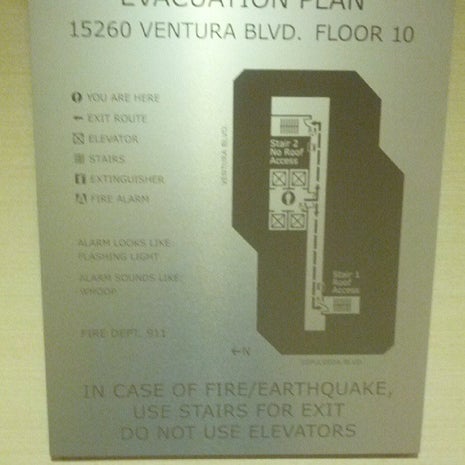 EVACUATION PLAN
15260 VENTURA BLVD. FLOOR 10
YOU ARE HERE
EXIT ROUTE
ELEVATOR
STAIRS
EXTINGUISHER
FIRE ALARM
ALARM LOOKS LIKE:
FLASHING LIGHT
ALARM SOUNDS LIKE:
WHOOP
FIRE DEPT. 911
VENTURA BLVD
Stair 2
No Roof
Access
Stair 1
Roof
Access
←N
SEPULVEDA BLVD.
IN CASE OF FIRE/EARTHQUAKE,
USE STAIRS FOR EXIT
DO NOT USE ELEVATORS